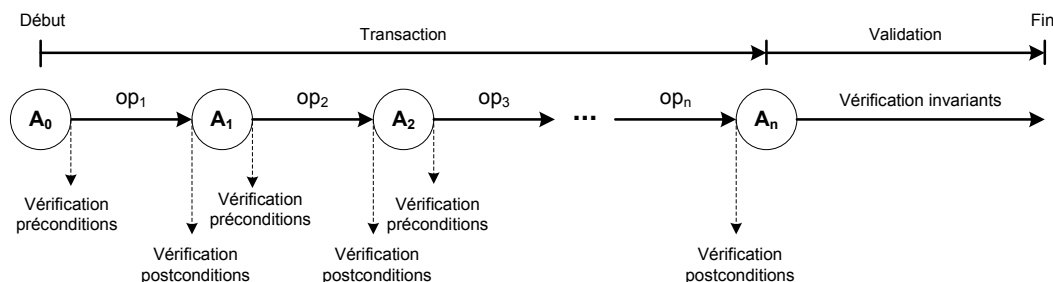 Début
Fin
Transaction
Validation
op₁
op₂
op₃
opₙ
Vérification invariants
A₀
A₁
A₂
...
Aₙ
Vérification
préconditions
Vérification
préconditions
Vérification
préconditions
Vérification
postconditions
Vérification
postconditions
Vérification
postconditions